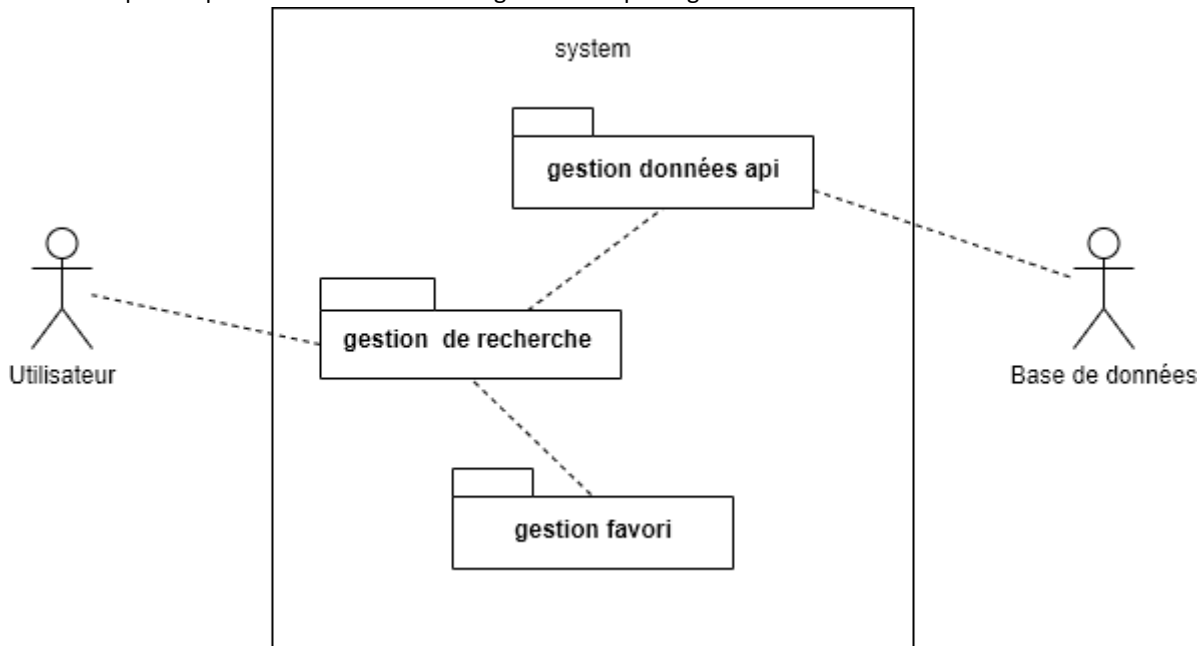 system
gestion données api
gestion de recherche
Utilisateur
Base de données
gestion favori